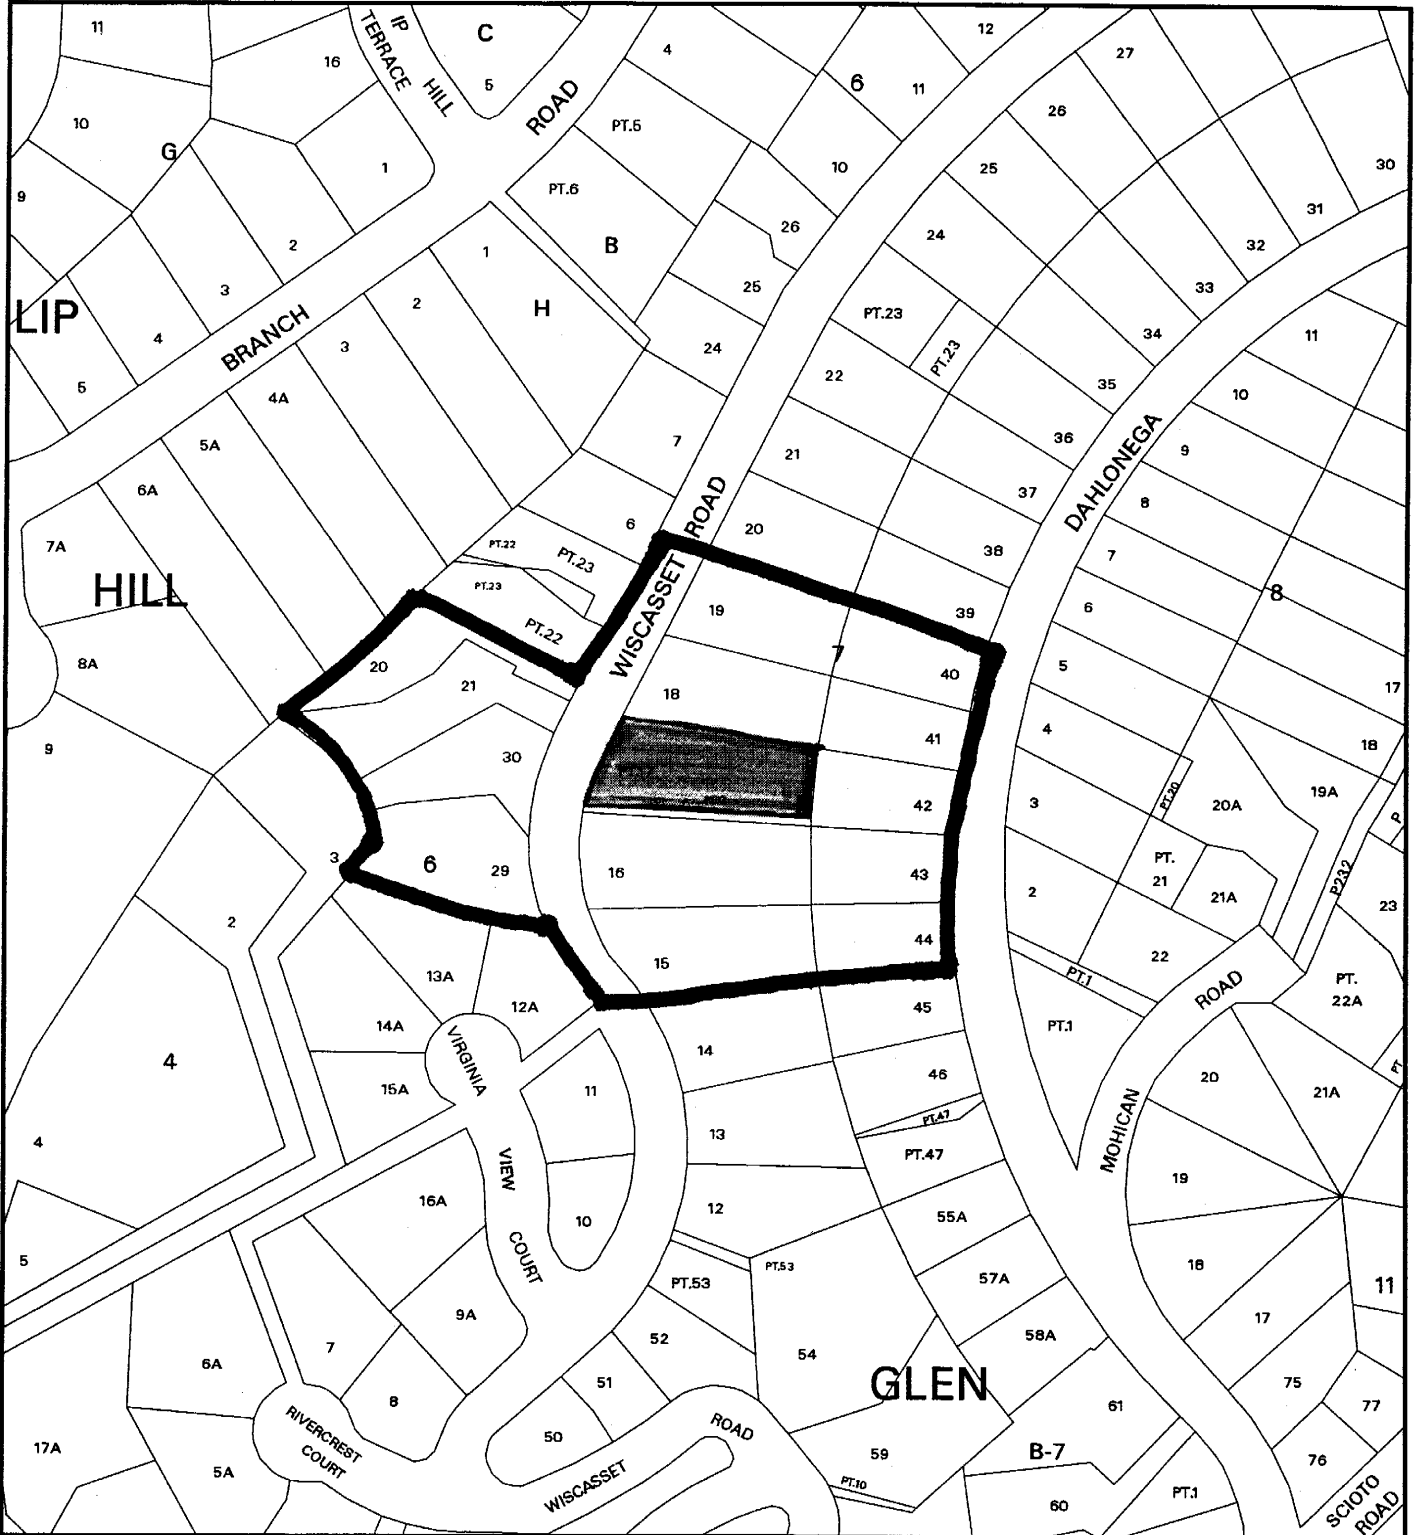 11
16
IP
TERRACE
HILL
C
5
ROAD
4
6
12
11
27
26
10
G
PT.5
9
1
PT.6
10
25
30
2
B
26
24
31
32
3
1
H
25
33
LIP
BRANCH
2
PT.23
PT.23
34
11
4
3
24
22
35
5
4A
10
5A
7
21
36
DAHLONEGA
9
6A
ROAD
37
8
7A
6
20
38
7
PT.22
PT.23
HILL
PT.23
WISCASSET
19
39
6
8
PT.22
8A
20
7
40
5
21
18
17
9
30
41
4
18
42
3
PT.20
20A
19A
P
3
6
29
16
43
PT.
21
21A
P232
2
23
2
15
44
22
13A
PT.1
ROAD
PT.
22A
12A
45
14A
PT.1
4
VIRGINIA
14
46
20
PT
15A
11
21A
4
13
PT.47
MOHICAN
PT.47
VIEW
19
16A
10
12
55A
5
COURT
PT.53
18
PT.53
57A
11
9A
17
7
52
58A
6A
54
GLEN
51
75
8
61
77
RIVERCREST
COURT
50
ROAD
17A
5A
WISCASSET
59
B-7
76
PT.10
60
PT.1
SCIOTO
ROAD